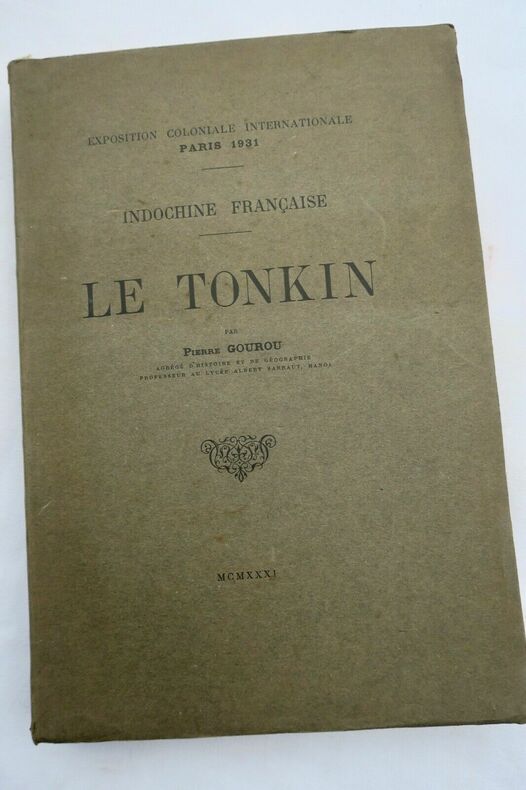 EXPOSITION COLONIALE INTERNATIONALE
PARIS 1931
INDOCHINE FRANÇAISE
LE TONKIN
PAR
PIERRE GOUROU
AGRÉGÉ D'HISTOIRE ET DE GÉOGRAPHIE
PROFESSEUR AU LYCÉE ALBERT SARRAUT, HANOI
MCMXXXI